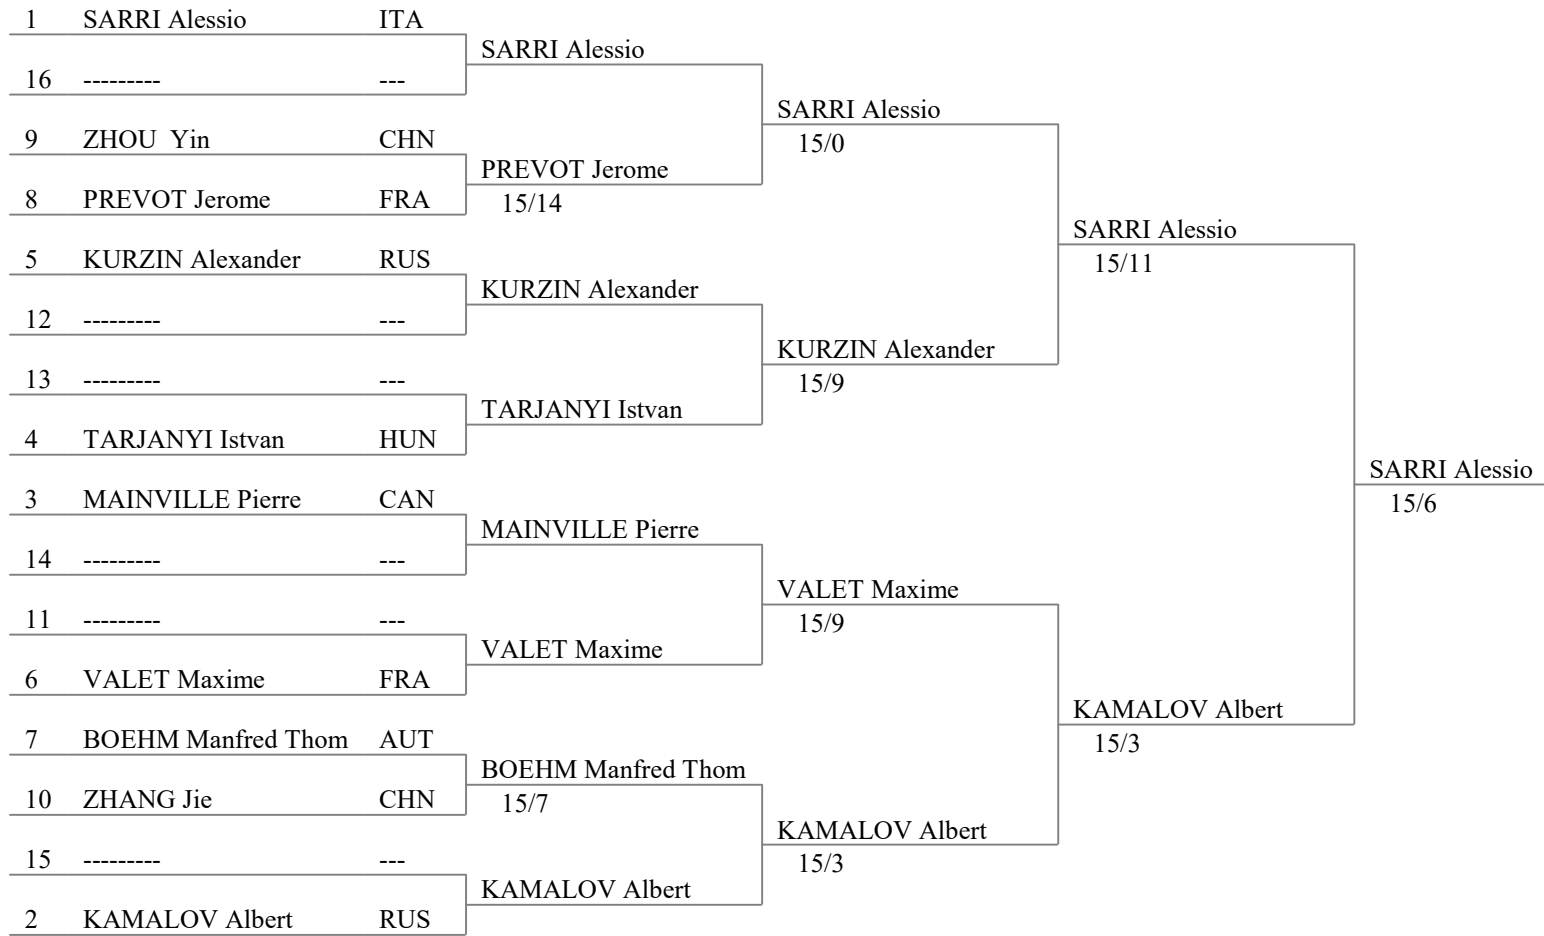 1 SARRI Alessio ITA
SARRI Alessio
16 --------- ---
SARRI Alessio
15/0
9 ZHOU  Yin CHN
PREVOT Jerome
15/14
8 PREVOT Jerome FRA
SARRI Alessio
15/11
5 KURZIN Alexander RUS
KURZIN Alexander
12 --------- ---
KURZIN Alexander
15/9
13 --------- ---
TARJANYI Istvan
4 TARJANYI Istvan HUN
SARRI Alessio
15/6
3 MAINVILLE Pierre CAN
MAINVILLE Pierre
14 --------- ---
VALET Maxime
15/9
11 --------- ---
VALET Maxime
6 VALET Maxime FRA
KAMALOV Albert
15/3
7 BOEHM Manfred Thom AUT
BOEHM Manfred Thom
15/7
10 ZHANG Jie CHN
KAMALOV Albert
15/3
15 --------- ---
KAMALOV Albert
2 KAMALOV Albert RUS